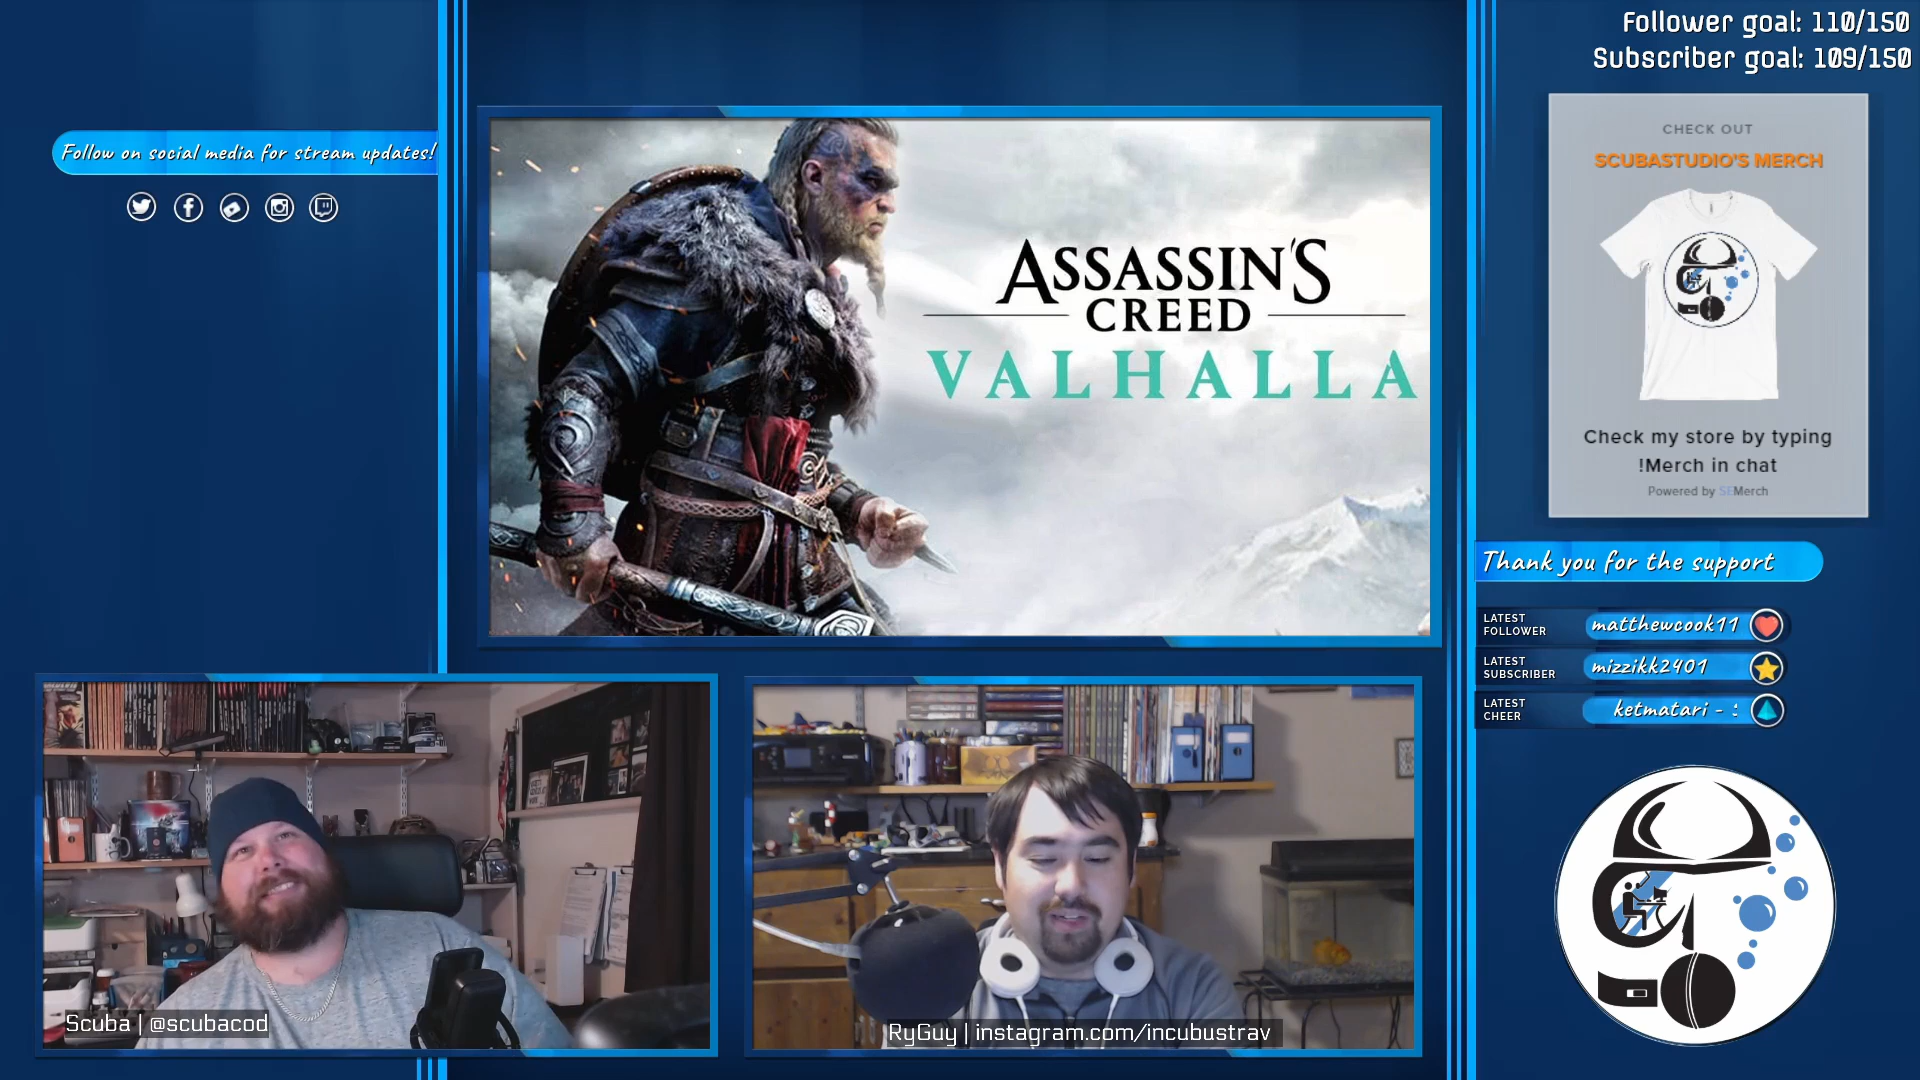 Follower goal: 110/150
Subscriber goal: 109/150
Follow on social media for stream updates!
ASSASSIN'S
CREED
VALHALLA
CHECK OUT
SCUBASTUDIO'S MERCH
Check my store by typing
!Merch in chat
Powered by SEMerch
Thank you for the support
LATEST
FOLLOWER
matthewcook11
LATEST
SUBSCRIBER
mizzikk2401
LATEST
CHEER
ketmatari -
Scuba | @scubacod
RyGuy | instagram.com/incubustrav